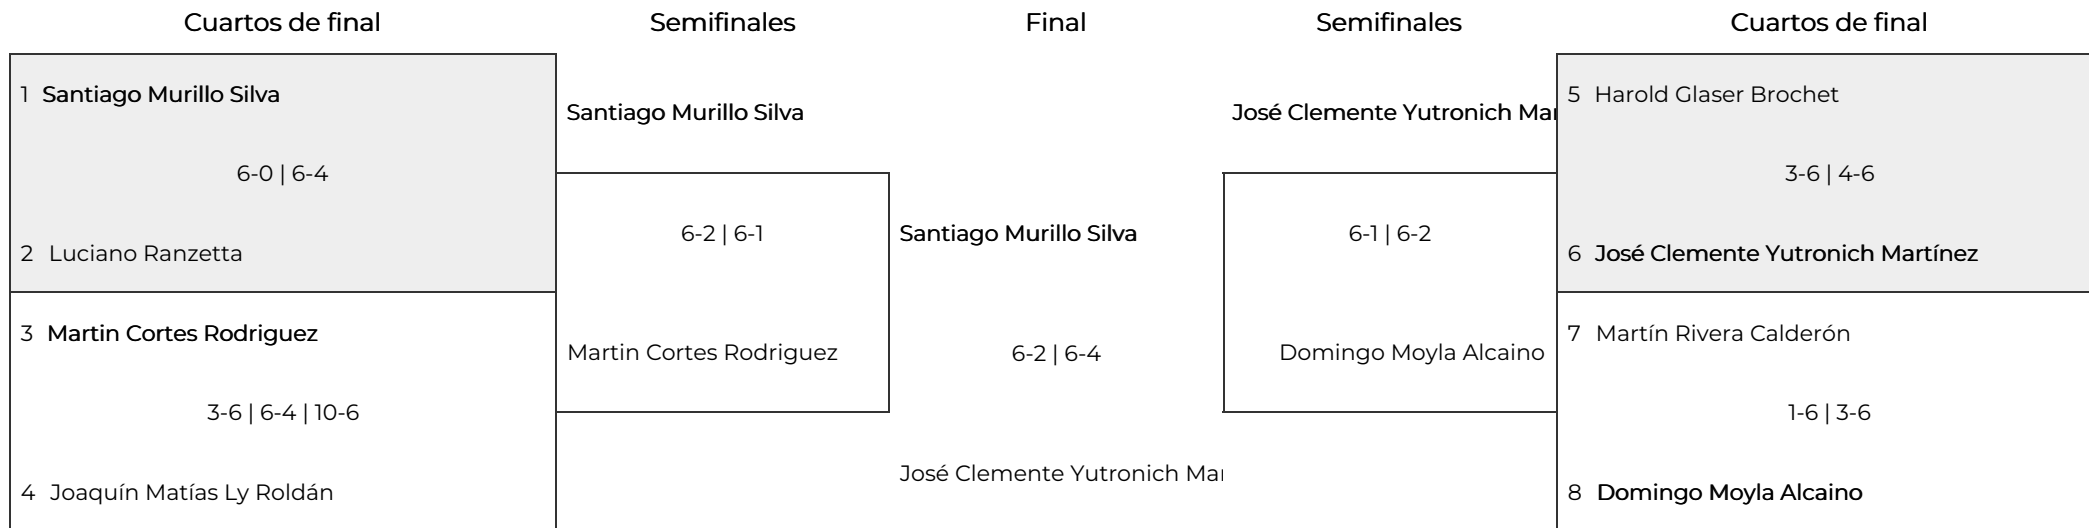 Cuartos de final
Semifinales
Final
Semifinales
Cuartos de final
1 Santiago Murillo Silva
6-0 | 6-4
2 Luciano Ranzetta
3 Martin Cortes Rodriguez
3-6 | 6-4 | 10-6
4 Joaquín Matías Ly Roldán
Santiago Murillo Silva
6-2 | 6-1
Martin Cortes Rodriguez
Santiago Murillo Silva
6-2 | 6-4
José Clemente Yutronich Mar
José Clemente Yutronich Mar
6-1 | 6-2
Domingo Moyla Alcaino
5 Harold Glaser Brochet
3-6 | 4-6
6 José Clemente Yutronich Martínez
7 Martín Rivera Calderón
1-6 | 3-6
8 Domingo Moyla Alcaino